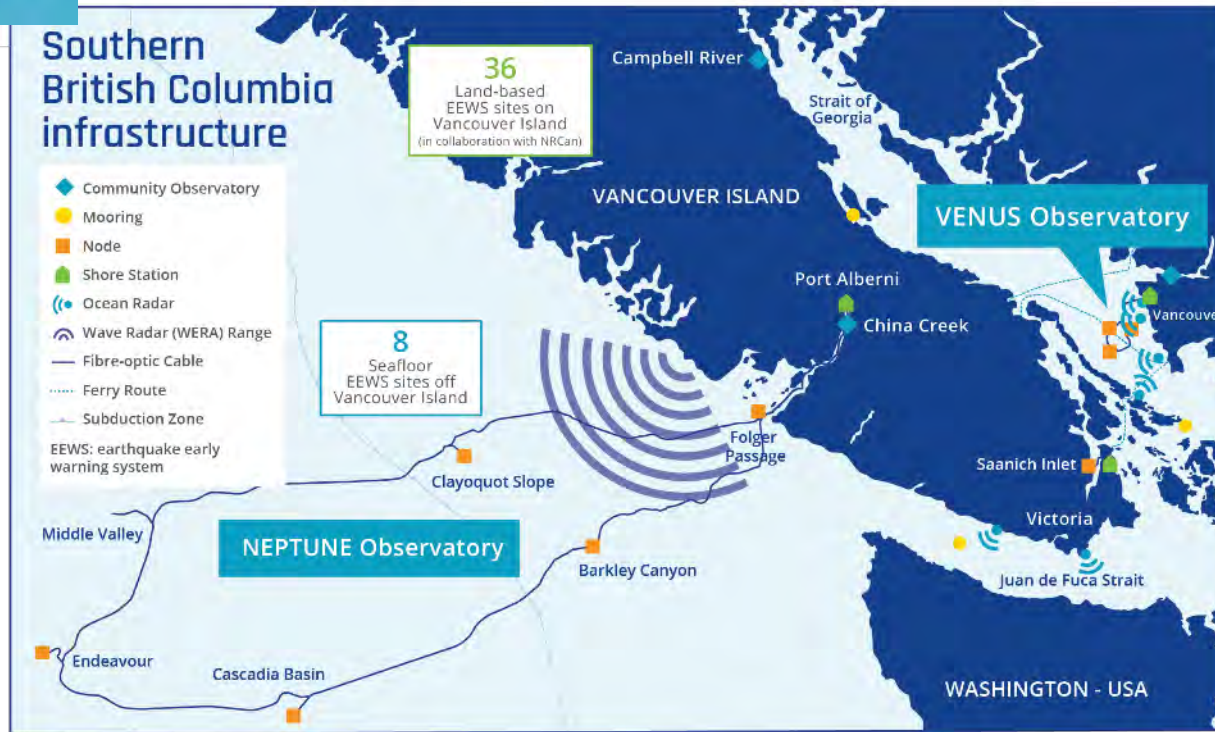 Southern
British Columbia
infrastructure
Community Observatory
Mooring
Node
Shore Station
Ocean Radar
Wave Radar (WERA) Range
Fibre-optic Cable
Ferry Route
Subduction Zone
EEWS: earthquake early
warning system
36
Land-based
EEWS sites on
Vancouver Island
(in collaboration with NRCan)
Campbell River
Strait of
Georgia
VANCOUVER ISLAND
VENUS Observatory
Port Alberni
China Creek
Vancouve
8
Seafloor
EEWS sites off
Vancouver Island
Folger
Passage
Clayoquot Slope
Saanich Inlet
Middle Valley
NEPTUNE Observatory
Victoria
Barkley Canyon
Juan de Fuca Strait
Endeavour
Cascadia Basin
WASHINGTON - USA